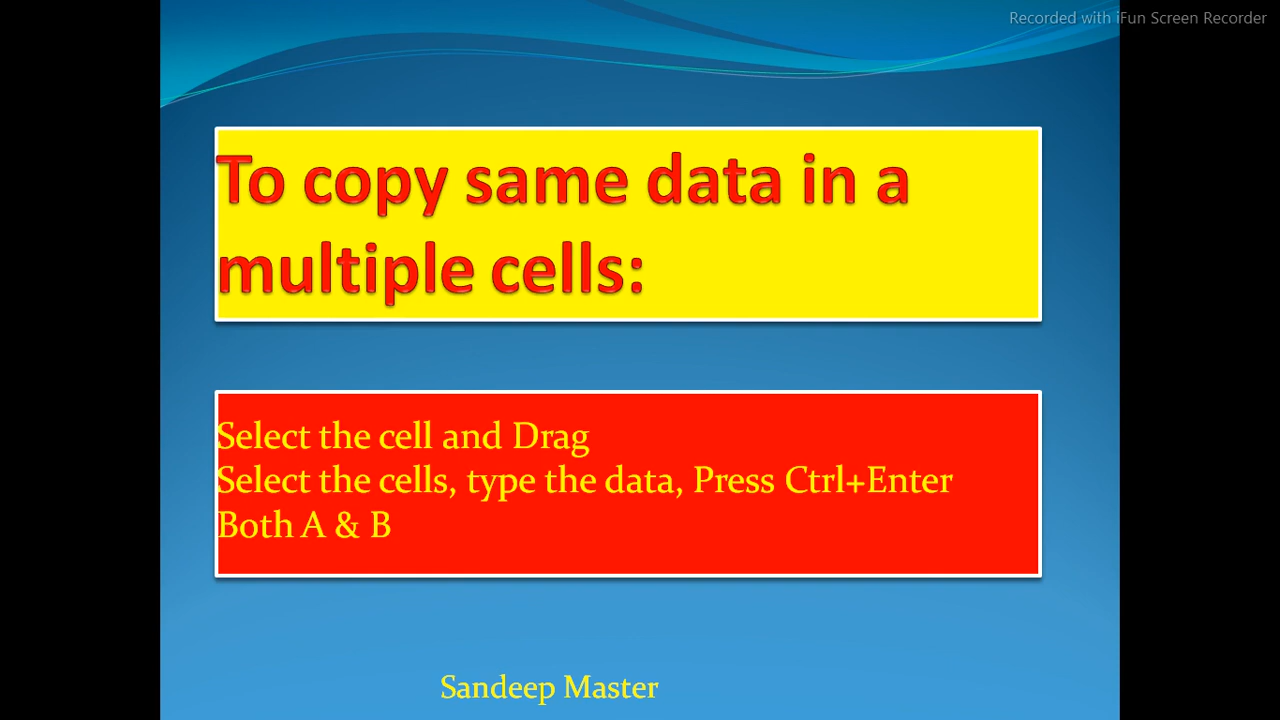 Recorded with iFun Screen Recorder
To copy same data in a
multiple cells:
Select the cell and Drag
Select the cells, type the data, Press Ctrl+Enter
Both A & B
Sandeep Master